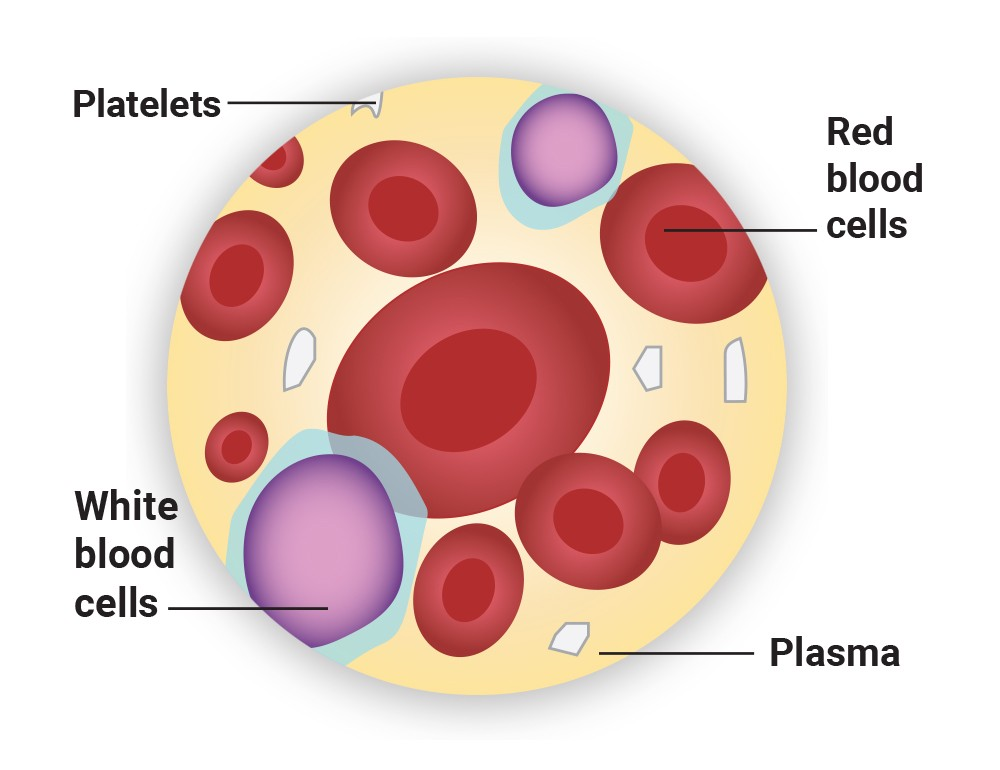 Platelets
Red
blood
cells
White
blood
cells
Plasma